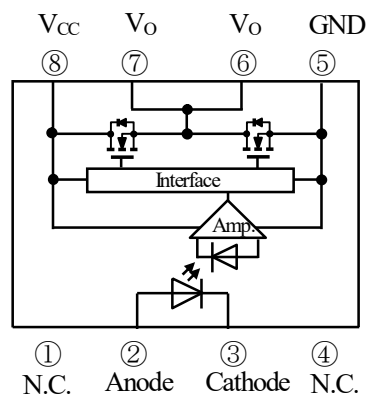 VCC VO VO GND
⑧ ⑦ ⑥ ⑤
Interface
Amp.
① ② ③ ④
N.C. Anode Cathode N.C.